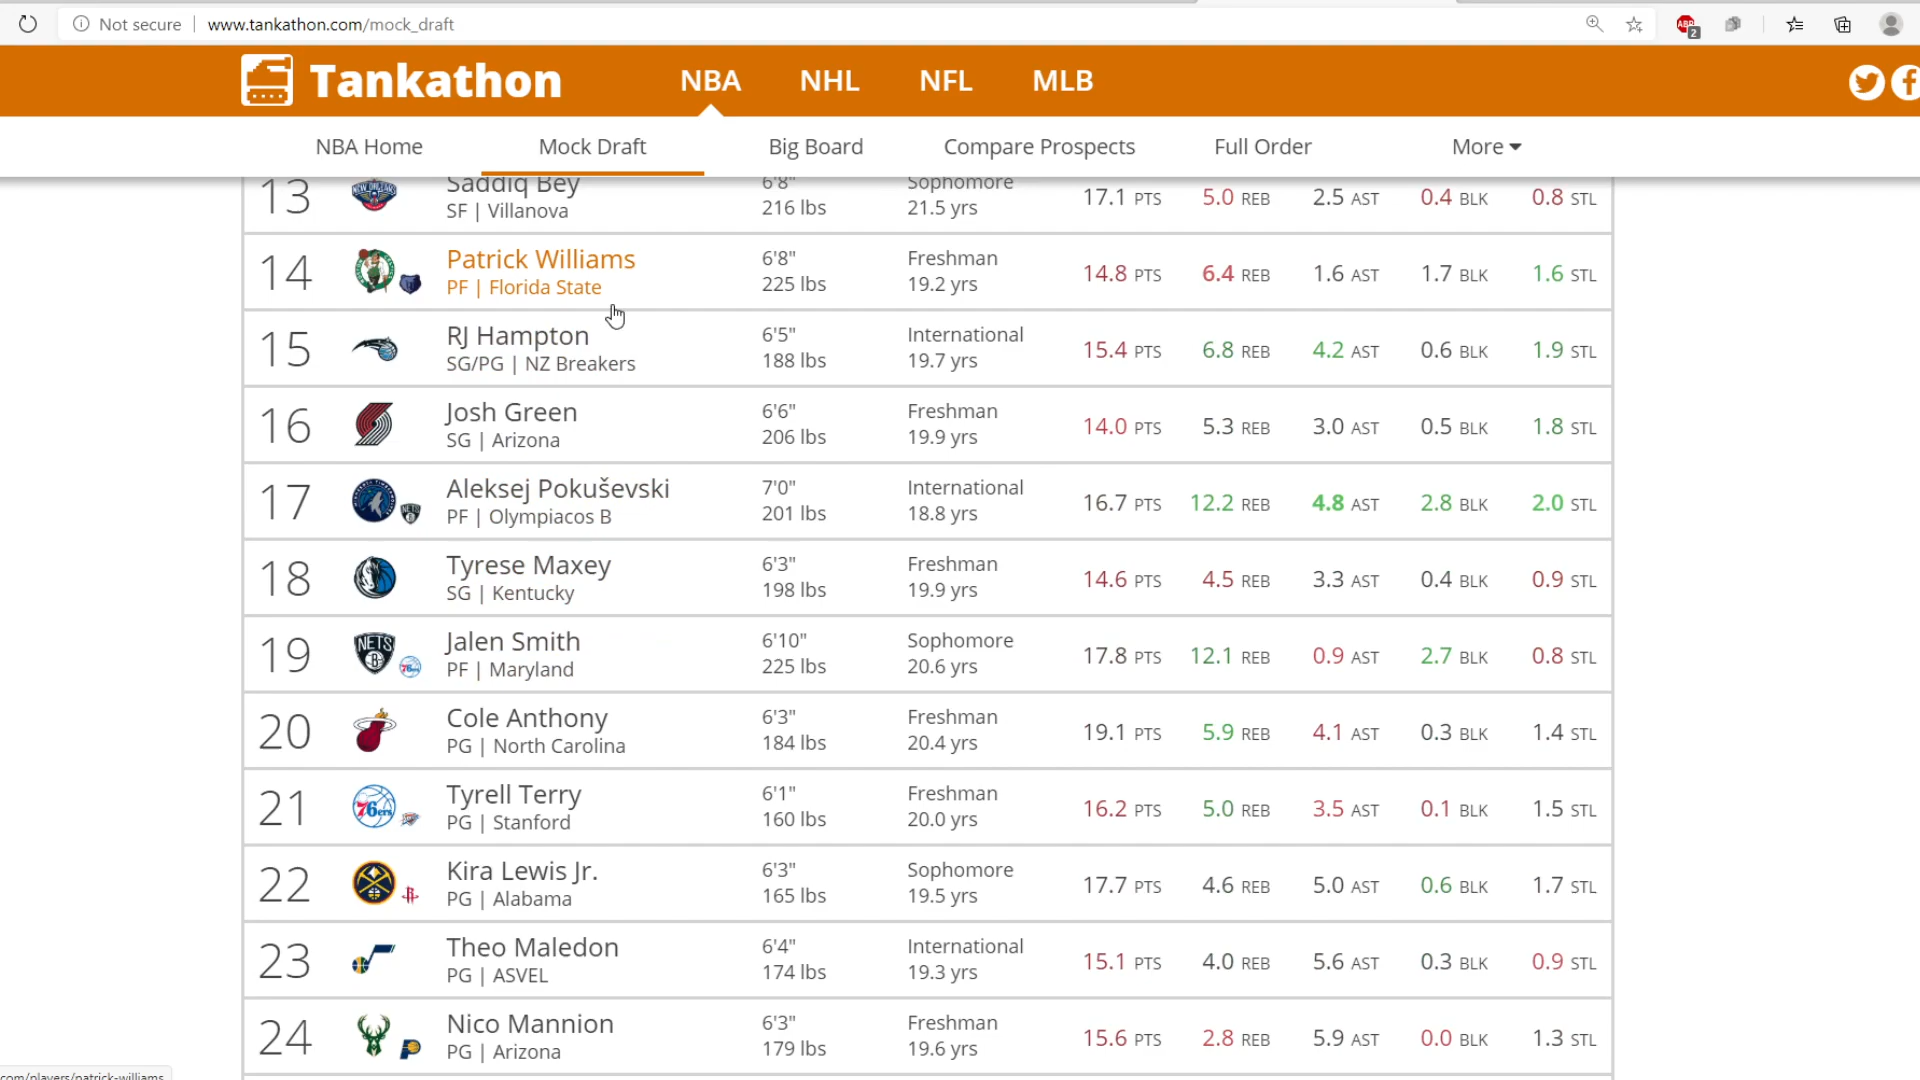 Not secure www.tankathon.com/mock_draft
ABP 2
Tankathon NBA NHL NFL MLB
NBA Home Mock Draft Big Board Compare Prospects Full Order More
13 Saddiq Bey 6'8" Sophomore 17.1 PTS 5.0 REB 2.5 AST 0.4 BLK 0.8 STL
SF | Villanova 216 lbs 21.5 yrs
14 Patrick Williams 6'8" Freshman 14.8 PTS 6.4 REB 1.6 AST 1.7 BLK 1.6 STL
PF | Florida State 225 lbs 19.2 yrs
15 RJ Hampton 6'5" International 15.4 PTS 6.8 REB 4.2 AST 0.6 BLK 1.9 STL
SG/PG | NZ Breakers 188 lbs 19.7 yrs
16 Josh Green 6'6" Freshman 14.0 PTS 5.3 REB 3.0 AST 0.5 BLK 1.8 STL
SG | Arizona 206 lbs 19.9 yrs
17 Aleksej Pokuševski 7'0" International 16.7 PTS 12.2 REB 4.8 AST 2.8 BLK 2.0 STL
PF | Olympiacos B 201 lbs 18.8 yrs
18 Tyrese Maxey 6'3" Freshman 14.6 PTS 4.5 REB 3.3 AST 0.4 BLK 0.9 STL
SG | Kentucky 198 lbs 19.9 yrs
19 NETS B 76ers Jalen Smith 6'10" Sophomore 17.8 PTS 12.1 REB 0.9 AST 2.7 BLK 0.8 STL
PF | Maryland 225 lbs 20.6 yrs
20 Cole Anthony 6'3" Freshman 19.1 PTS 5.9 REB 4.1 AST 0.3 BLK 1.4 STL
PG | North Carolina 184 lbs 20.4 yrs
21 76ers Tyrell Terry 6'1" Freshman 16.2 PTS 5.0 REB 3.5 AST 0.1 BLK 1.5 STL
PG | Stanford 160 lbs 20.0 yrs
22 Kira Lewis Jr. 6'3" Sophomore 17.7 PTS 4.6 REB 5.0 AST 0.6 BLK 1.7 STL
PG | Alabama 165 lbs 19.5 yrs
23 Theo Maledon 6'4" International 15.1 PTS 4.0 REB 5.6 AST 0.3 BLK 0.9 STL
PG | ASVEL 174 lbs 19.3 yrs
24 Nico Mannion 6'3" Freshman 15.6 PTS 2.8 REB 5.9 AST 0.0 BLK 1.3 STL
PG | Arizona 179 lbs 19.6 yrs
com/players/patrick-williams